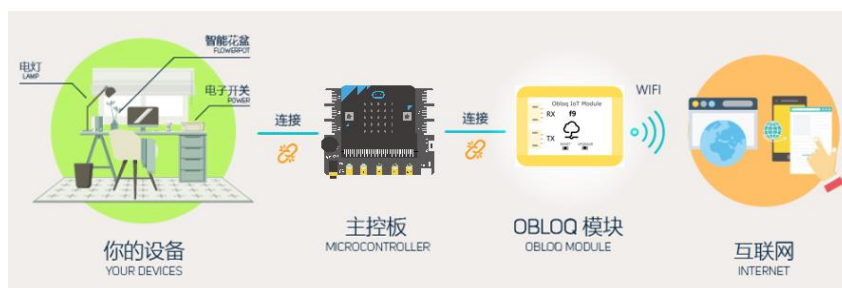 智能花盆
FLOWERPOT
电灯
LAMP
电子开关
POWER
连接
连接
Obloq IoT Module
RX f9
TX
WIFI
你的设备
YOUR DEVICES
主控板
MICROCONTROLLER
OBLOQ 模块
OBLOQ MODULE
互联网
INTERNET